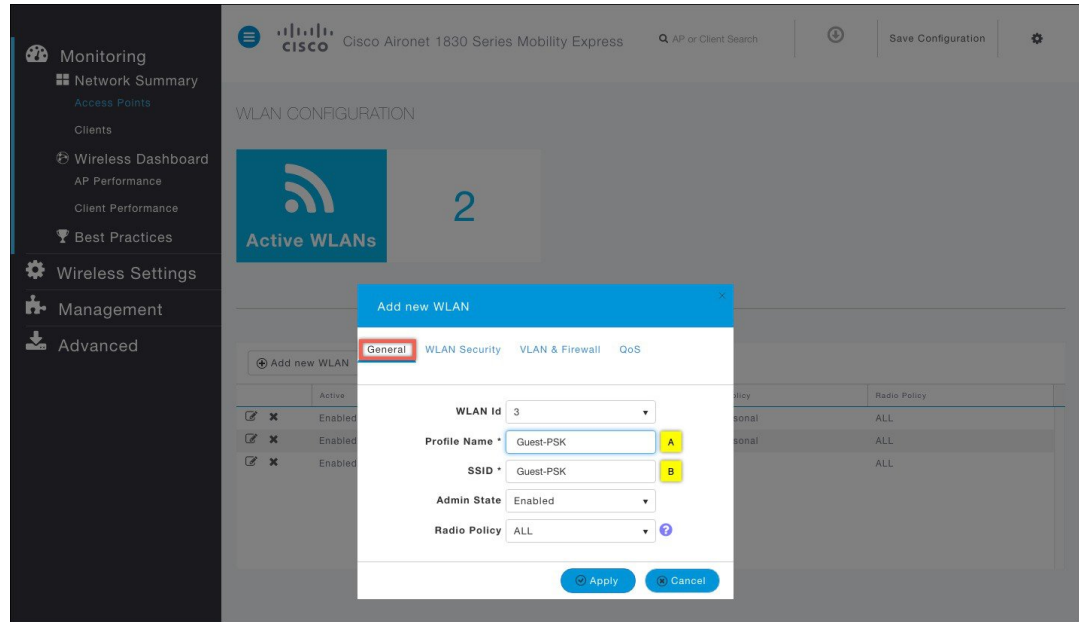 CISCO Cisco Aironet 1830 Series Mobility Express AP or Client Search Save Configuration
Monitoring
Network Summary
Access Points
Clients
Wireless Dashboard
AP Performance
Client Performance
Best Practices
Wireless Settings
Management
Advanced
WLAN CONFIGURATION
Active WLANs
2
Add new WLAN
Active Radio Policy
Enabled ALL
Enabled ALL
Enabled ALL
Add new WLAN
General WLAN Security VLAN & Firewall QoS
WLAN Id 3
Profile Name * Guest-PSK A
SSID * Guest-PSK B
Admin State Enabled
Radio Policy ALL ?
Apply Cancel